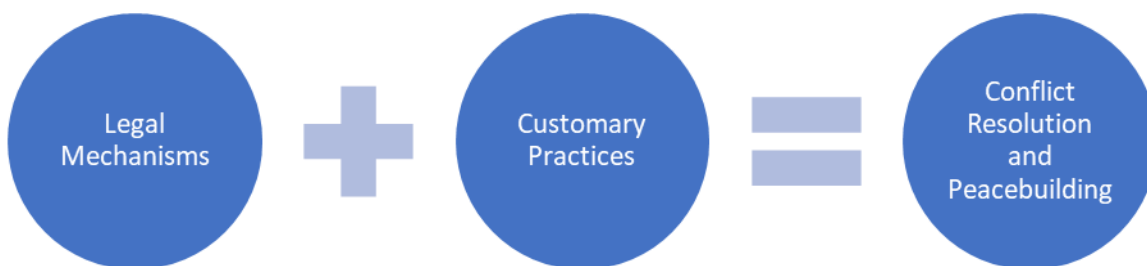 Legal
Mechanisms
Customary
Practices
Conflict
Resolution
and
Peacebuilding